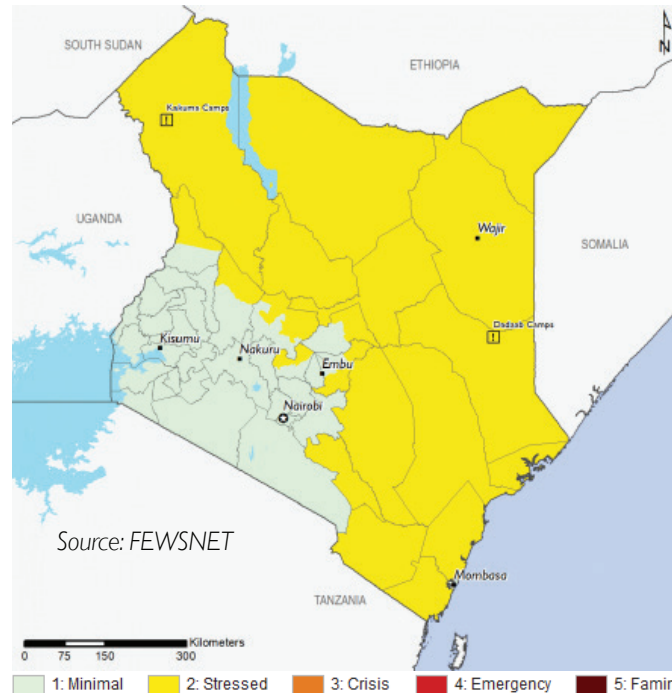 SOUTH SUDAN
ETHIOPIA
N
Kakuma Camps
UGANDA
Wajir
SOMALIA
Dadaab Camps
Kisumu
Nakuru
Embu
Nairobi
Source: FEWSNET
Mombasa
TANZANIA
Kilometers
0 75 150 300
1: Minimal 2: Stressed 3: Crisis 4: Emergency 5: Famin